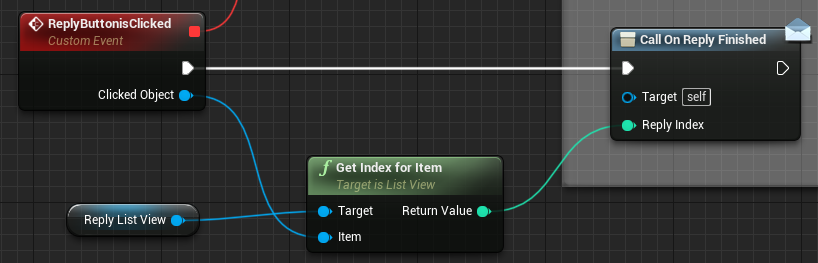 ReplyButtonisClicked
Custom Event
Clicked Object
Reply List View
f Get Index for Item
Target is List View
Target Return Value
Item
Call On Reply Finished
Target self
Reply Index